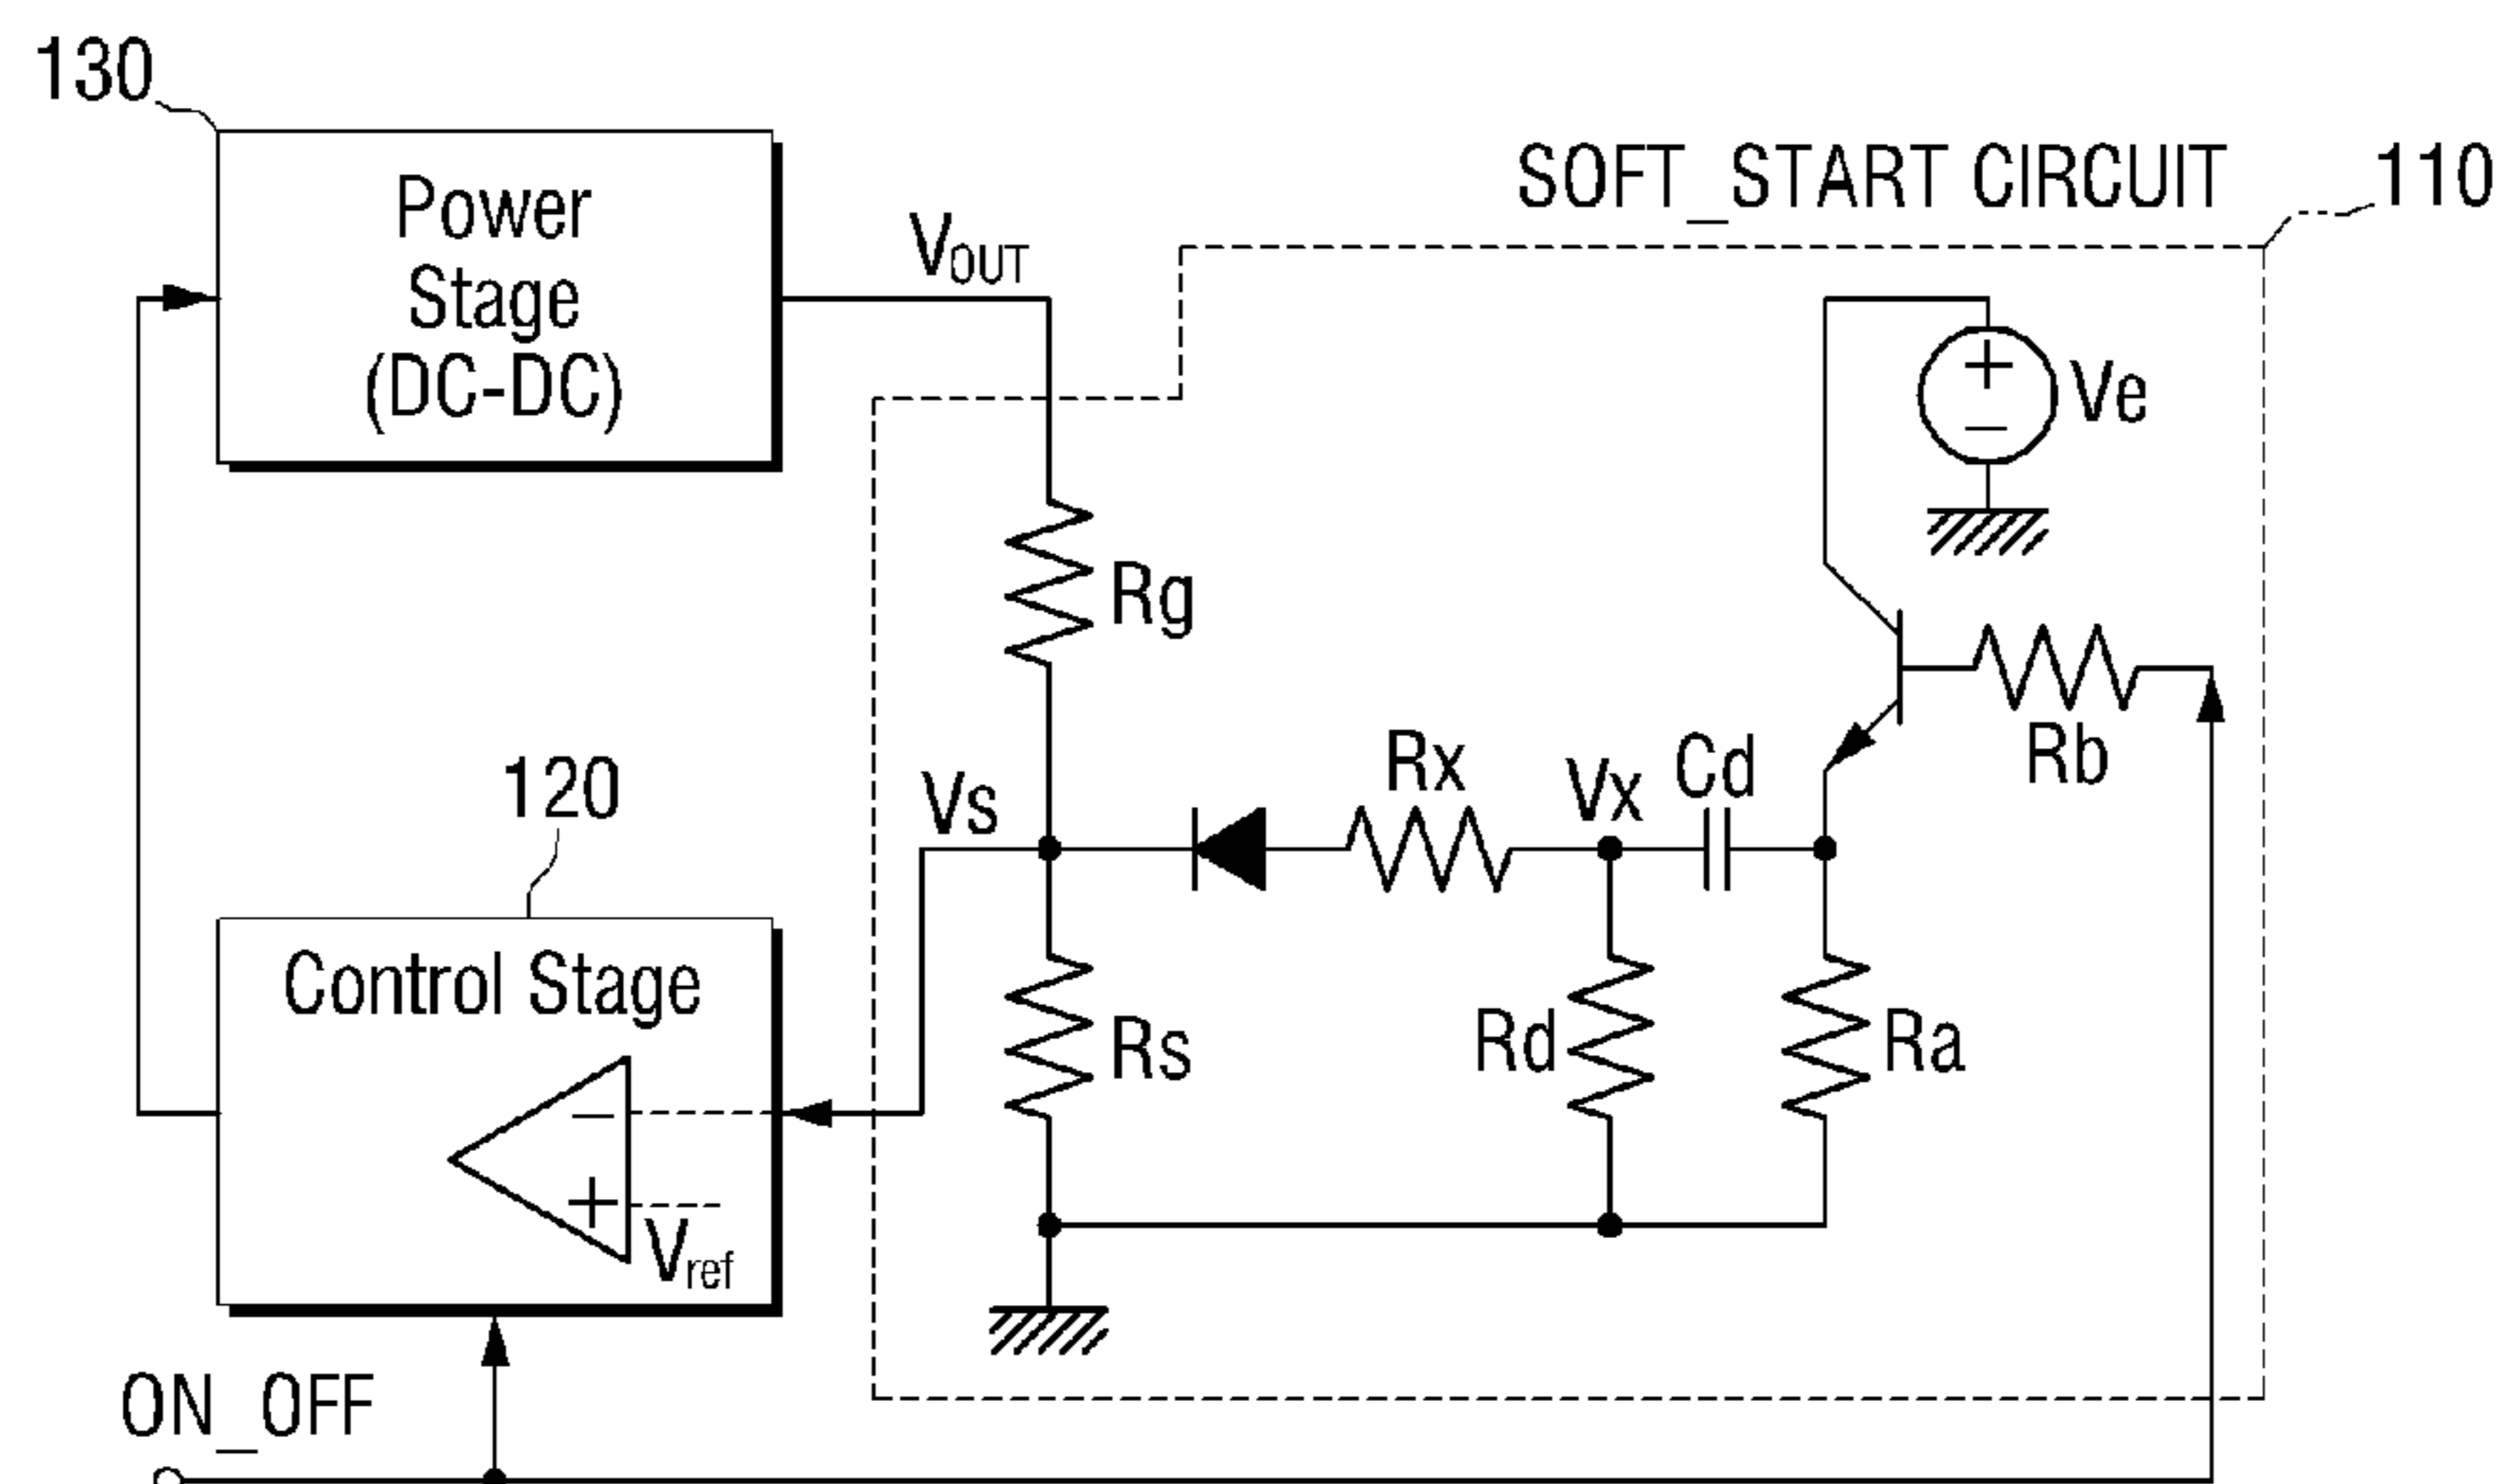 130
Power
Stage
(DC-DC)
V_OUT
SOFT_START CIRCUIT
110
+
−
Ve
Rg
Rb
120
Vs
Rx
Vx
Cd
Control Stage
−
+
Vref
Rs
Rd
Ra
ON_OFF